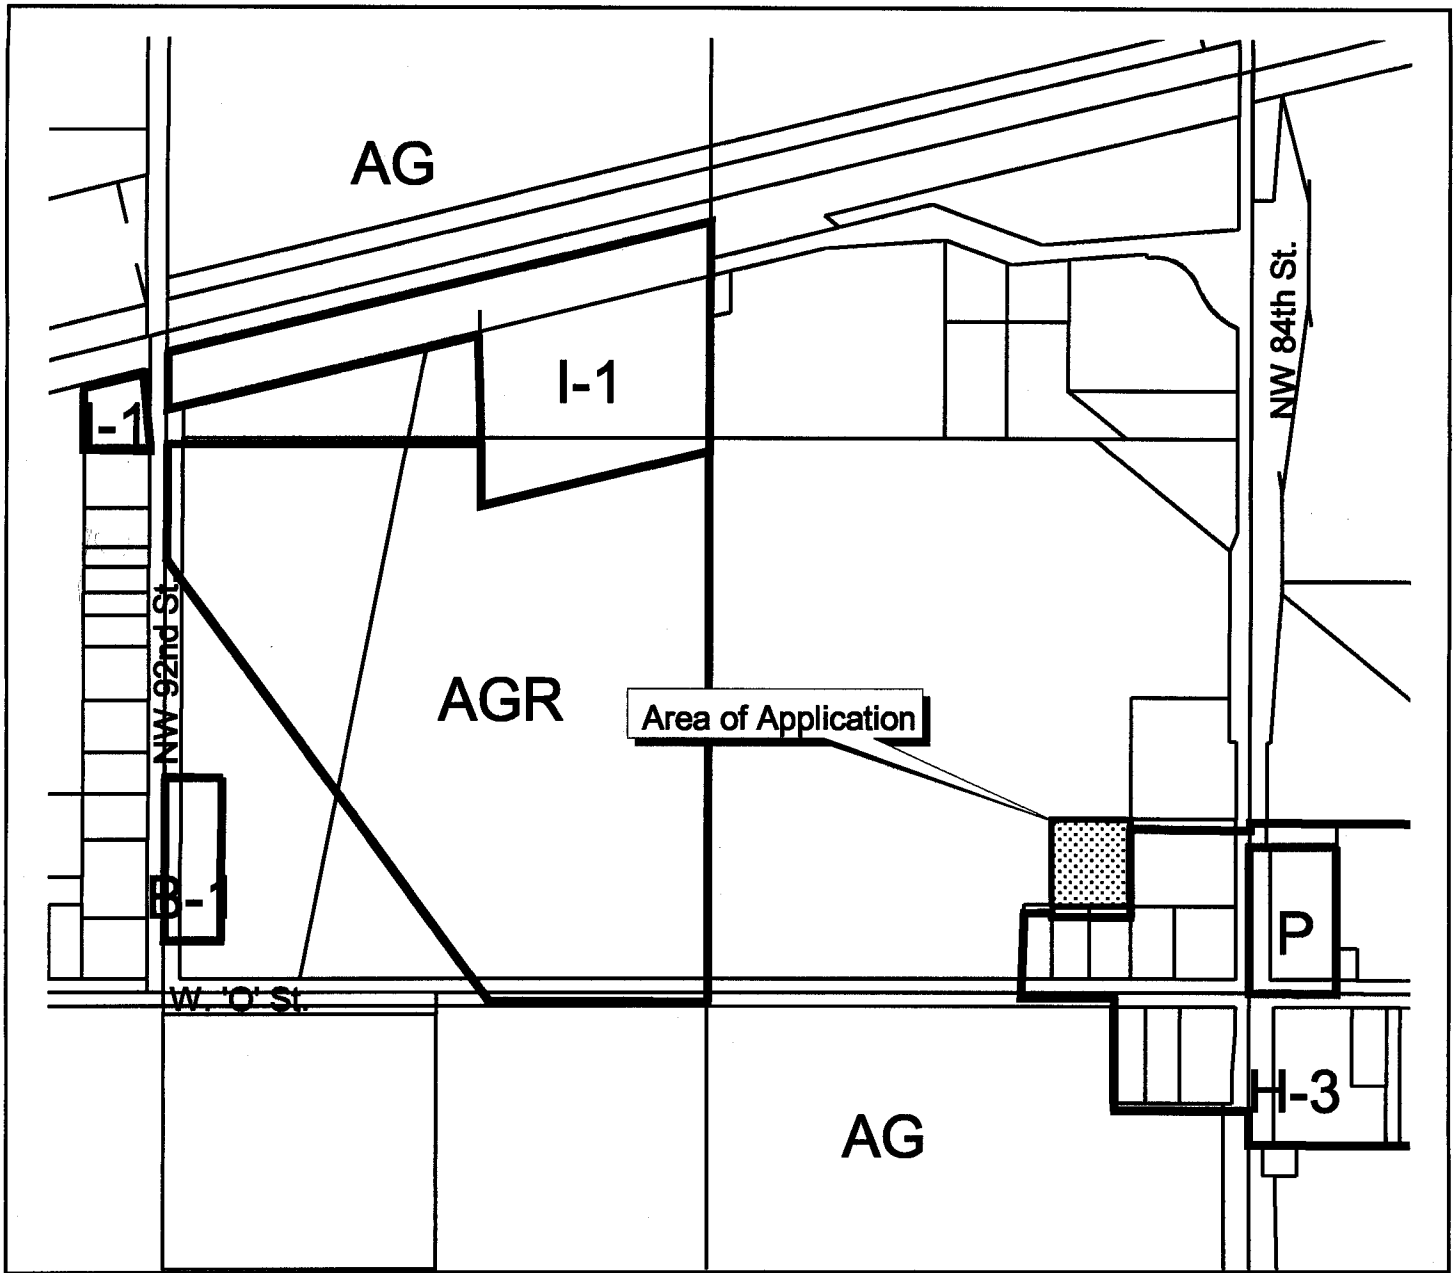 AG
NW 84th St.
I-1
I-1
NW 92nd St.
AGR
Area of Application
B-1
P
W. 'O' St.
H-3
AG